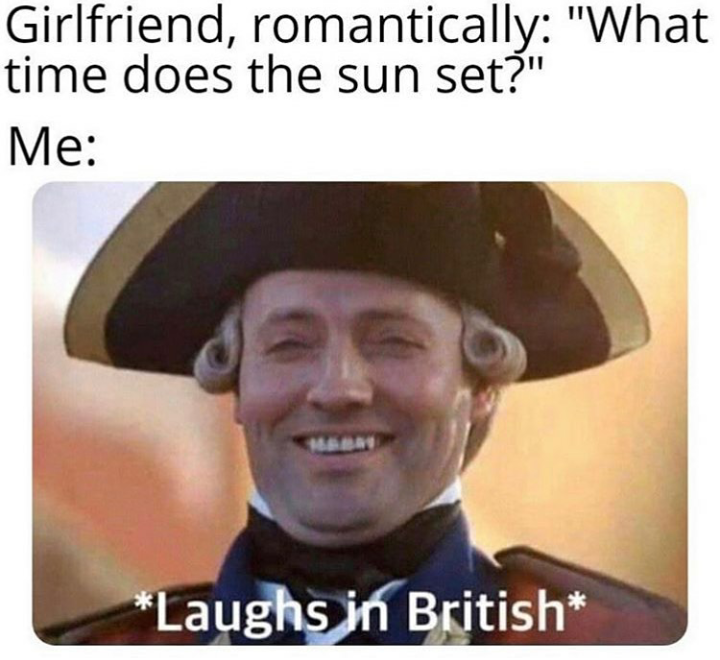 Girlfriend, romantically: "What
time does the sun set?"
Me:
*Laughs in British*